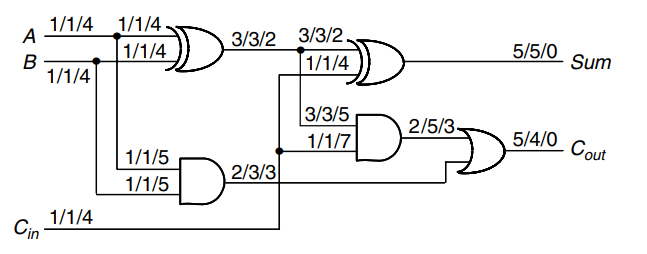 1/1/4 1/1/4
A
3/3/2 3/3/2
1/1/4
B
1/1/4
1/1/4
5/5/0 Sum
3/3/5
1/1/7
2/5/3
5/4/0 Cout
1/1/5
1/1/5
2/3/3
1/1/4
Cin